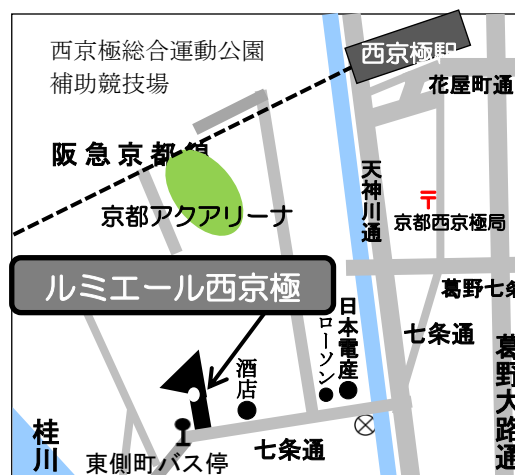 西京極総合運動公園
補助競技場
西京極駅
花屋町通
阪急京都線
天神川通
〒
京都西京極局
京都アクアリーナ
ルミエール西京極
葛野七条
七条通
日本電産
ローソン
酒店
葛野大路通
桂川
東側町バス停
七条通